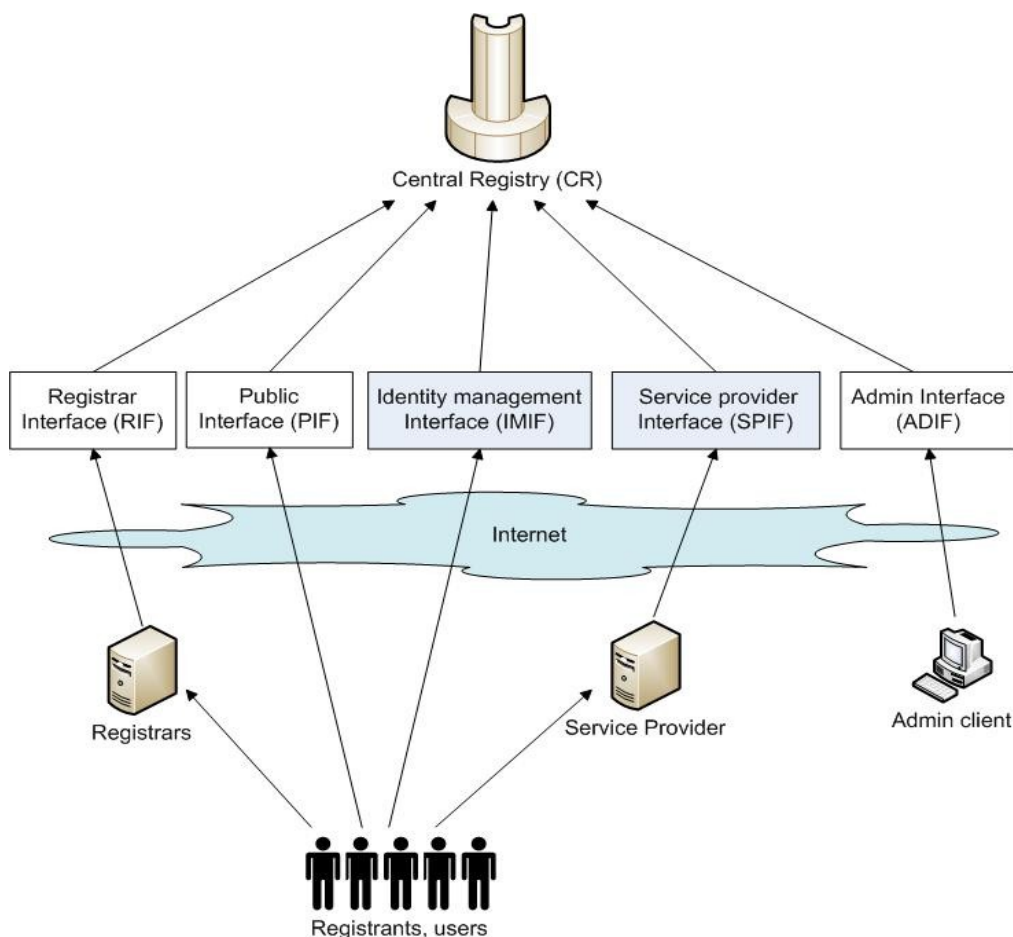 Central Registry (CR)
Registrar
Interface (RIF)
Public
Interface (PIF)
Identity management
Interface (IMIF)
Service provider
Interface (SPIF)
Admin Interface
(ADIF)
Internet
Registrars
Service Provider
Admin client
Registrants, users